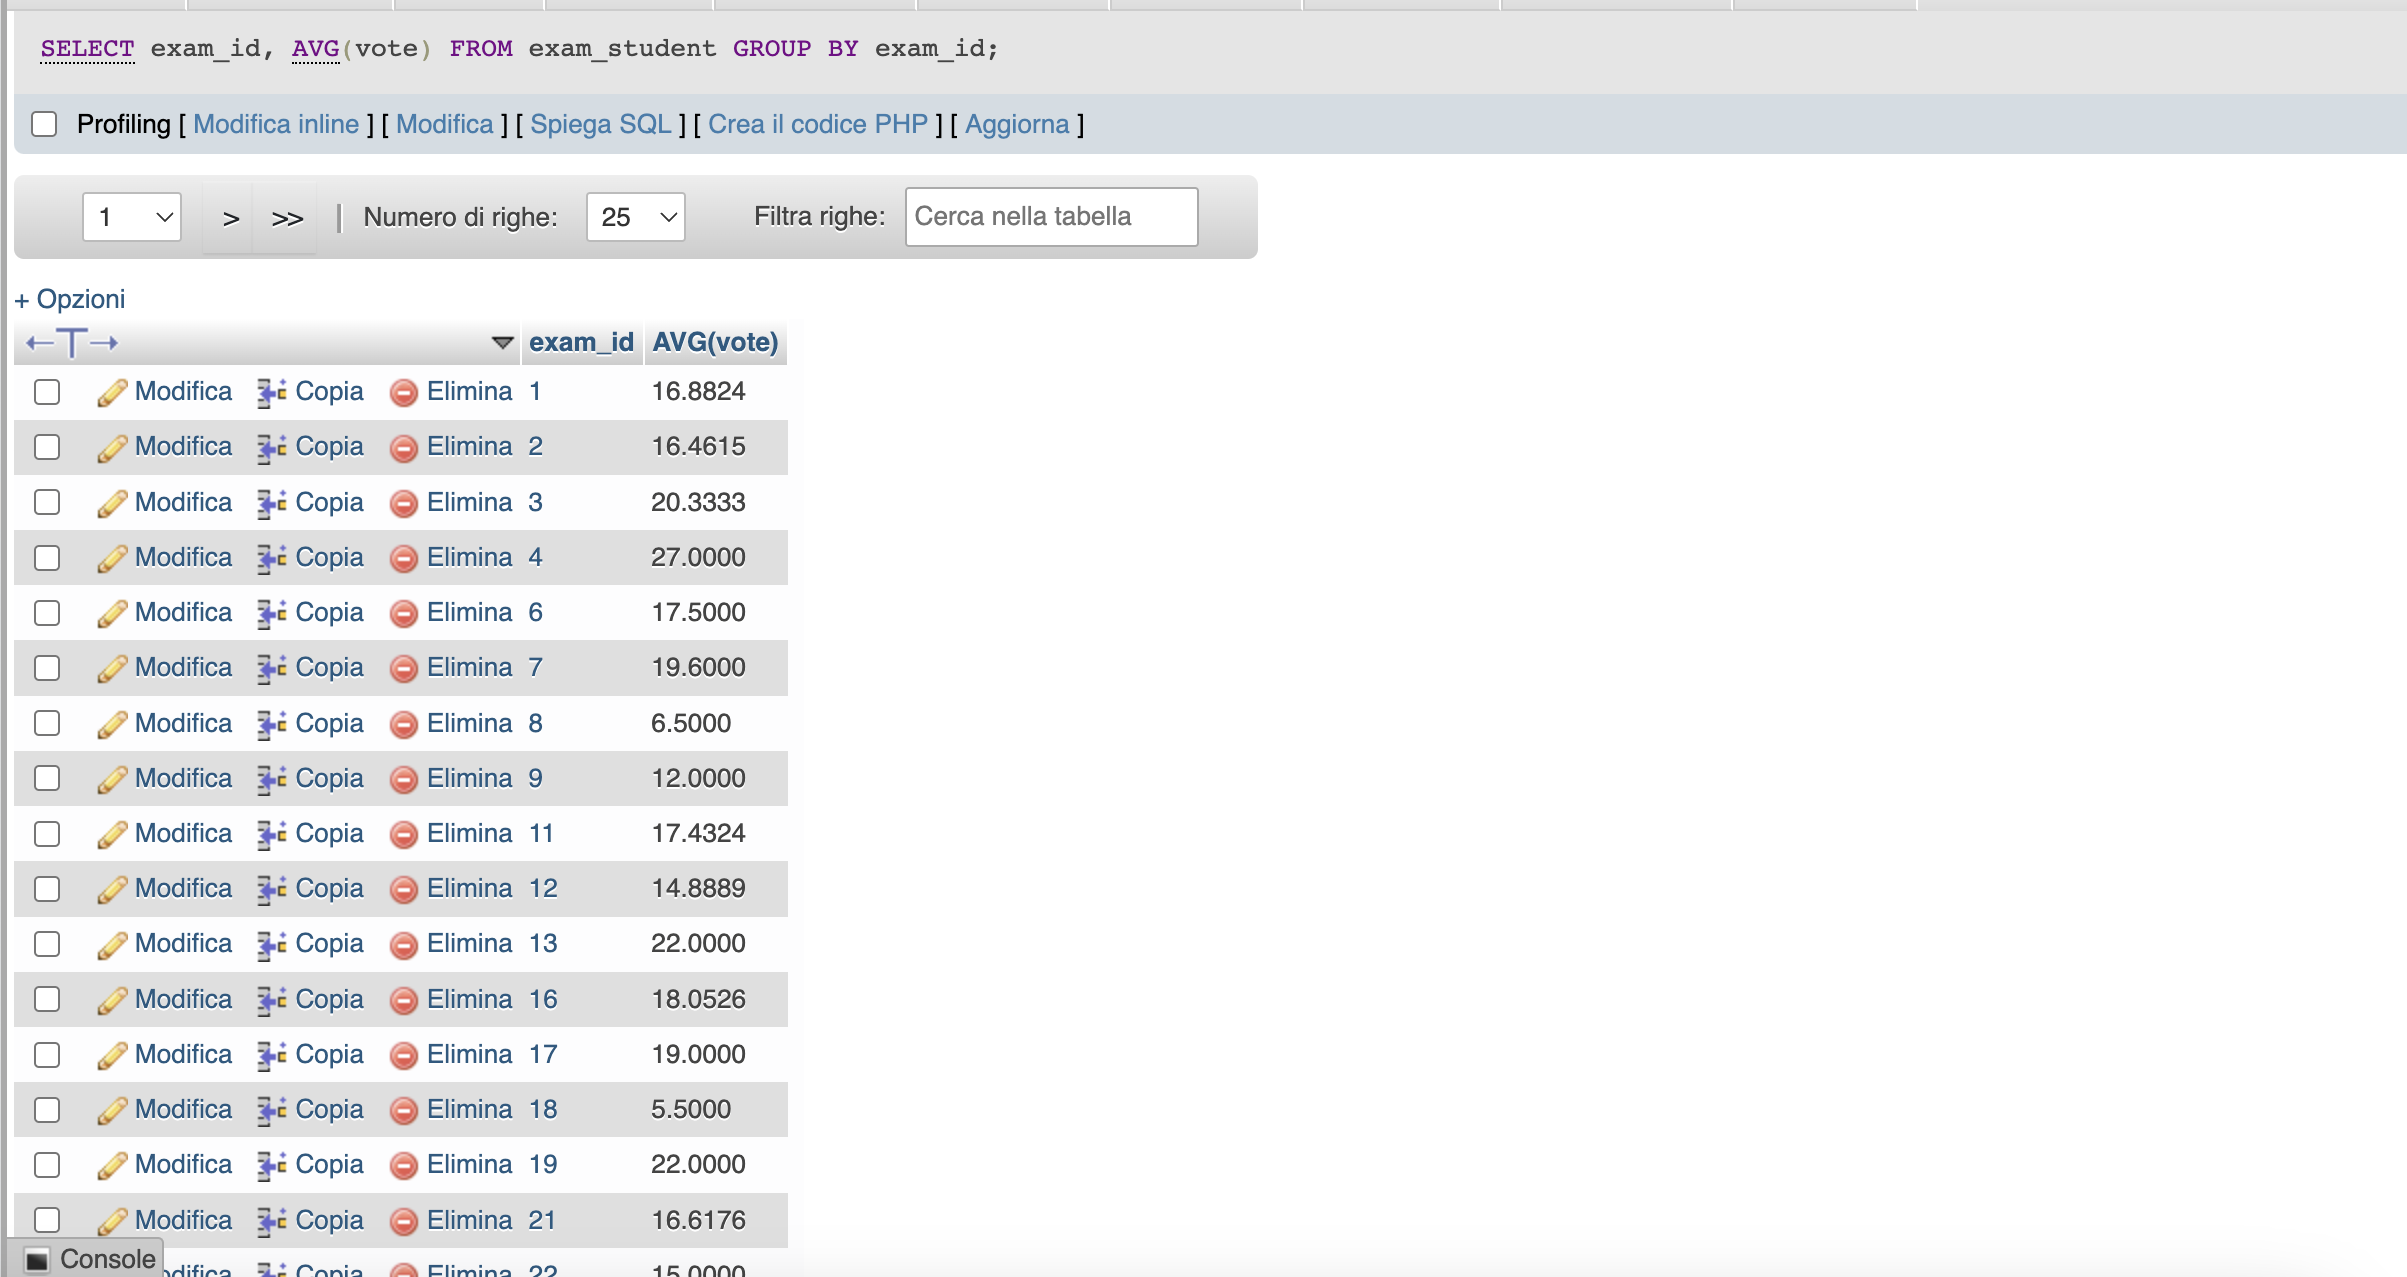 SELECT exam_id, AVG(vote) FROM exam_student GROUP BY exam_id;
Profiling [ Modifica inline ] [ Modifica ] [ Spiega SQL ] [ Crea il codice PHP ] [ Aggiorna ]
1 > >> | Numero di righe: 25 Filtra righe: Cerca nella tabella
+ Opzioni
←T→ exam_id AVG(vote)
Modifica Copia Elimina 1 16.8824
Modifica Copia Elimina 2 16.4615
Modifica Copia Elimina 3 20.3333
Modifica Copia Elimina 4 27.0000
Modifica Copia Elimina 6 17.5000
Modifica Copia Elimina 7 19.6000
Modifica Copia Elimina 8 6.5000
Modifica Copia Elimina 9 12.0000
Modifica Copia Elimina 11 17.4324
Modifica Copia Elimina 12 14.8889
Modifica Copia Elimina 13 22.0000
Modifica Copia Elimina 16 18.0526
Modifica Copia Elimina 17 19.0000
Modifica Copia Elimina 18 5.5000
Modifica Copia Elimina 19 22.0000
Modifica Copia Elimina 21 16.6176
Console
difica Copia Elimina 22 15.0000